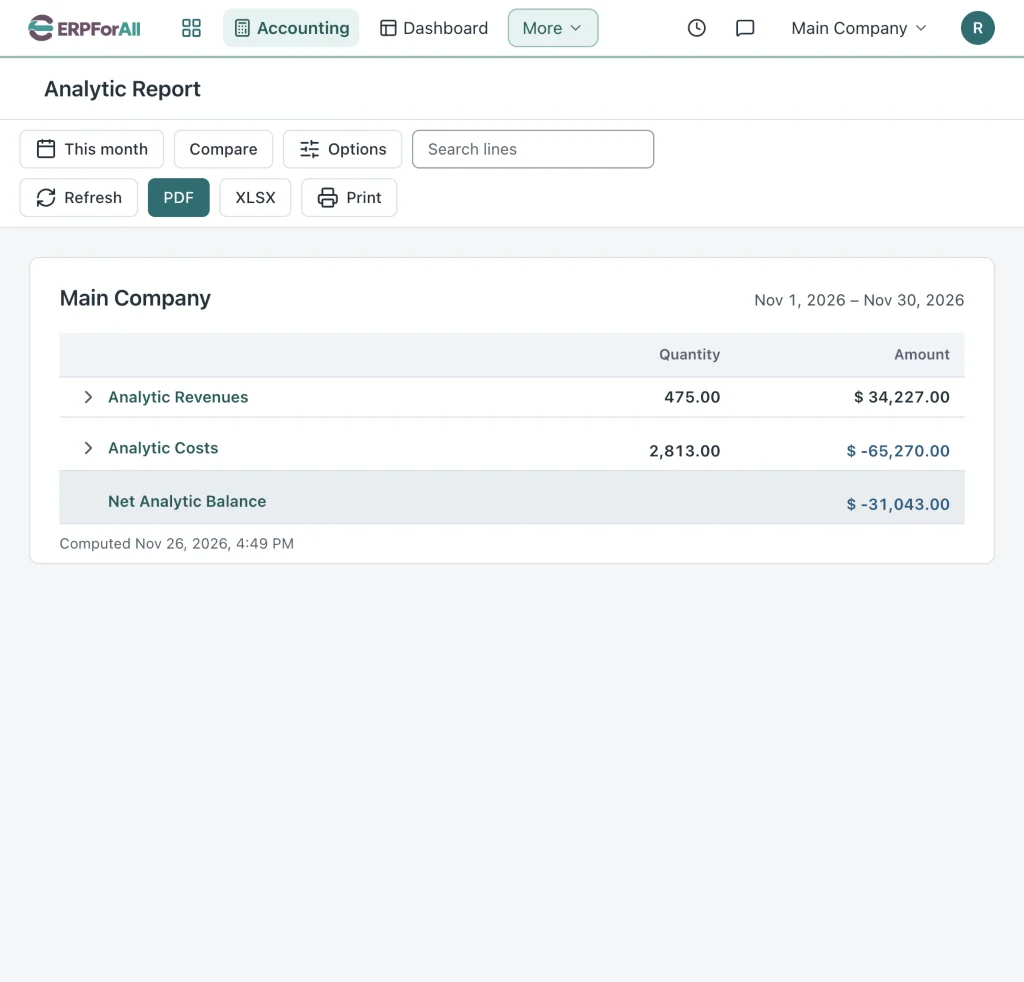 ERPForAll Accounting Dashboard More Main Company R
Analytic Report
This month Compare Options Search lines
Refresh PDF XLSX Print
Main Company Nov 1, 2026 – Nov 30, 2026
Quantity Amount
Analytic Revenues 475.00 $ 34,227.00
Analytic Costs 2,813.00 $ -65,270.00
Net Analytic Balance $ -31,043.00
Computed Nov 26, 2026, 4:49 PM